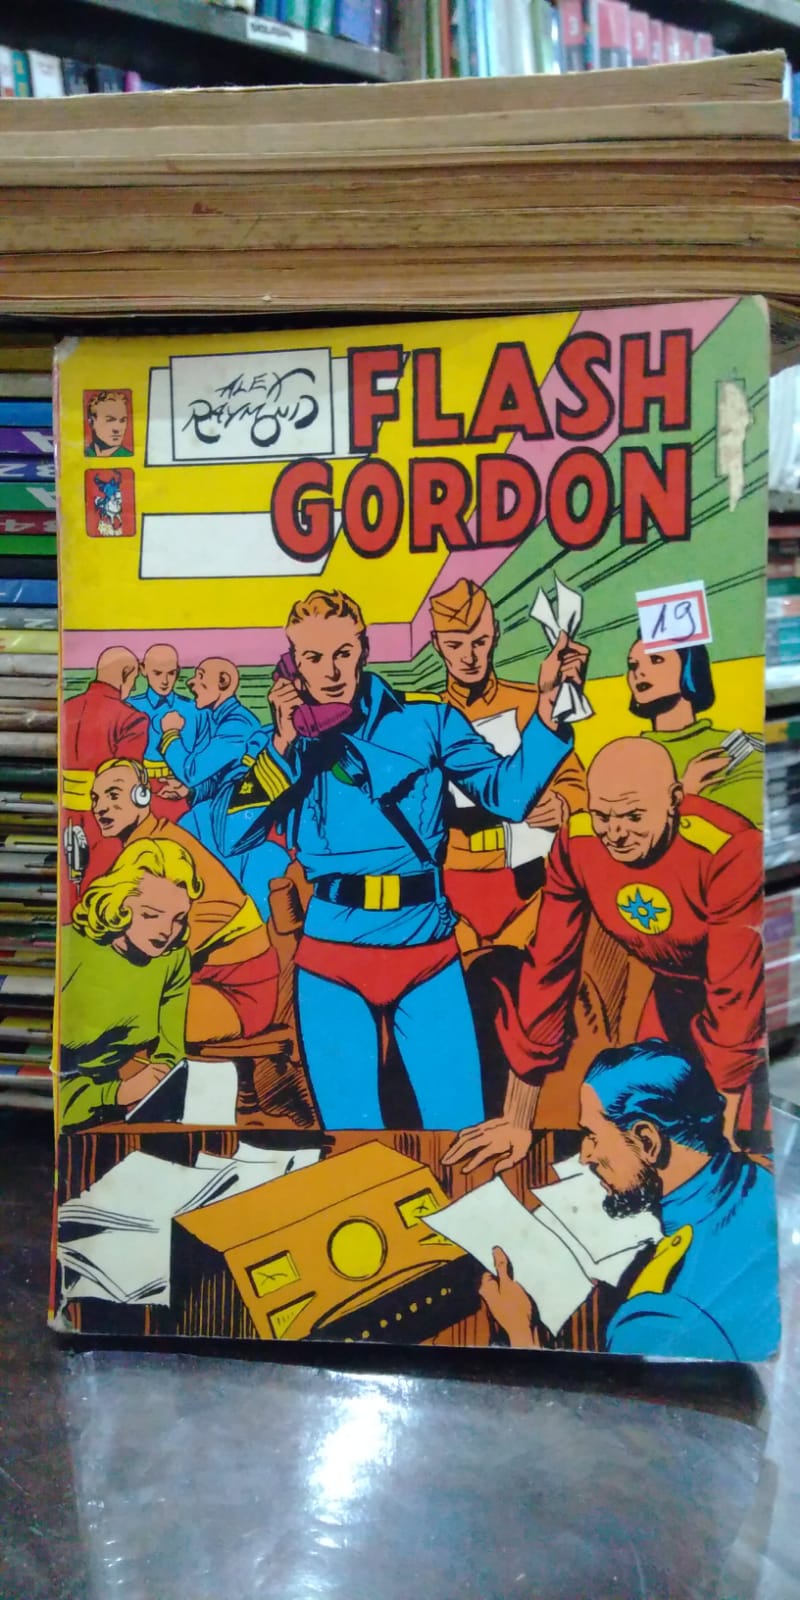 ALEX
RAYMOND
FLASH
GORDON
19